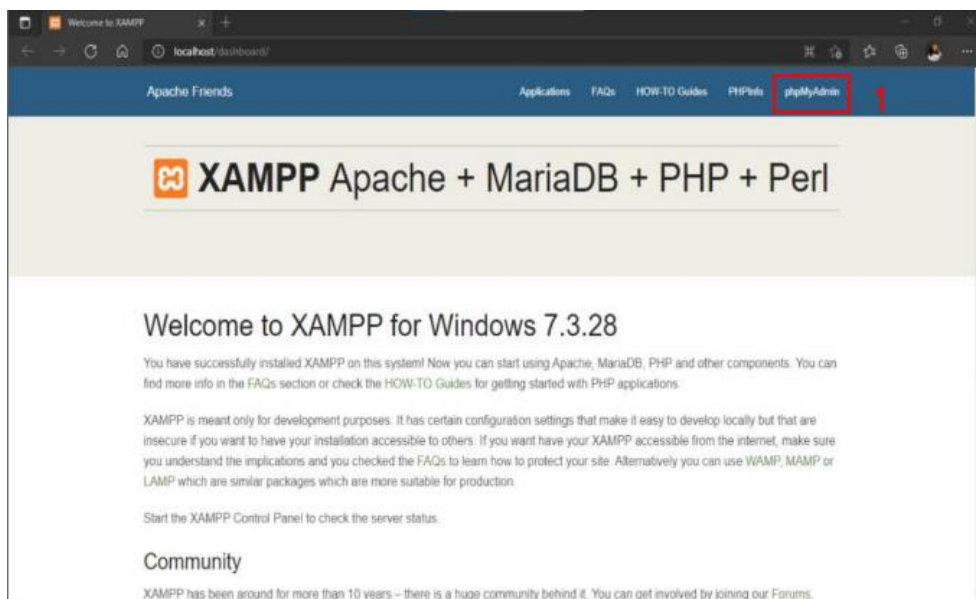 Welcome to XAMPP
localhost/dashboard/
Apache Friends
Applications FAQs HOW-TO Guides PHPInfo phpMyAdmin 1
XAMPP Apache + MariaDB + PHP + Perl
Welcome to XAMPP for Windows 7.3.28
You have successfully installed XAMPP on this system! Now you can start using Apache, MariaDB, PHP and other components. You can
find more info in the FAQs section or check the HOW-TO Guides for getting started with PHP applications.
XAMPP is meant only for development purposes. It has certain configuration settings that make it easy to develop locally but that are
insecure if you want to have your installation accessible to others. If you want have your XAMPP accessible from the internet, make sure
you understand the implications and you checked the FAQs to learn how to protect your site. Alternatively you can use WAMP, MAMP or
LAMP which are similar packages which are more suitable for production.
Start the XAMPP Control Panel to check the server status.
Community
XAMPP has been around for more than 10 years – there is a huge community behind it. You can get involved by joining our Forums,